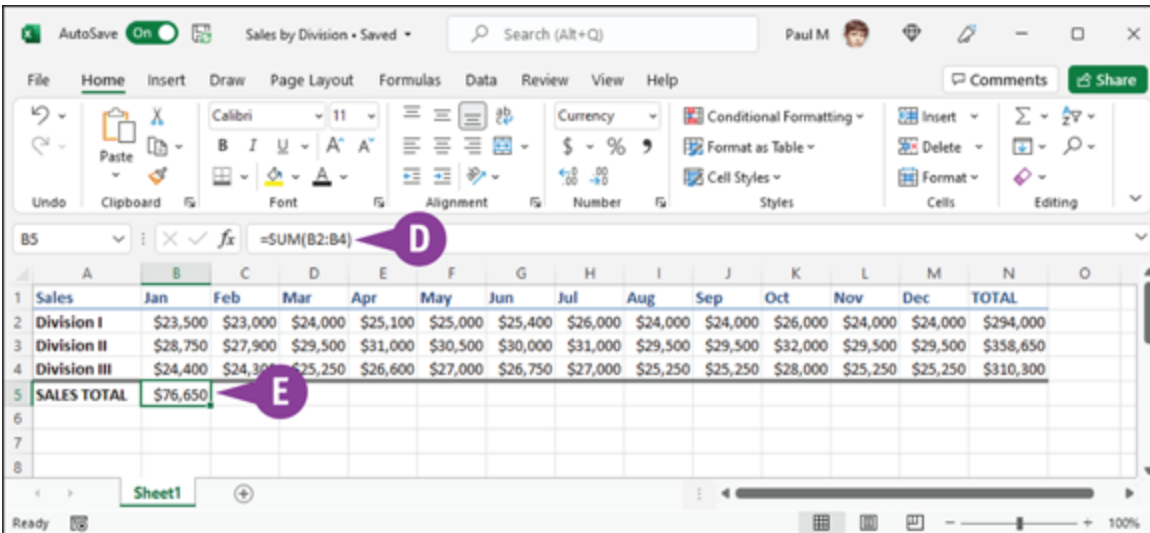 AutoSave On Sales by Division • Saved Search (Alt+Q) Paul M
File Home Insert Draw Page Layout Formulas Data Review View Help Comments Share
Calibri 11 ab Currency Conditional Formatting Insert
Paste B I U A A $ % Format as Table Delete
A Cell Styles Format
Undo Clipboard Font Alignment Number Styles Cells Editing
B5 fx =SUM(B2:B4) D
A B C D E F G H I J K L M N O
1 Sales Jan Feb Mar Apr May Jun Jul Aug Sep Oct Nov Dec TOTAL
2 Division I $23,500 $23,000 $24,000 $25,100 $25,000 $25,400 $26,000 $24,000 $24,000 $26,000 $24,000 $24,000 $294,000
3 Division II $28,750 $27,900 $29,500 $31,000 $30,500 $30,000 $31,000 $29,500 $29,500 $32,000 $29,500 $29,500 $358,650
4 Division III $24,400 $26,600 $27,000 $26,750 $27,000 $25,250 $25,250 $28,000 $25,250 $25,250 $310,300
5 SALES TOTAL $76,650 E
6
7
8
Sheet1
Ready 100%